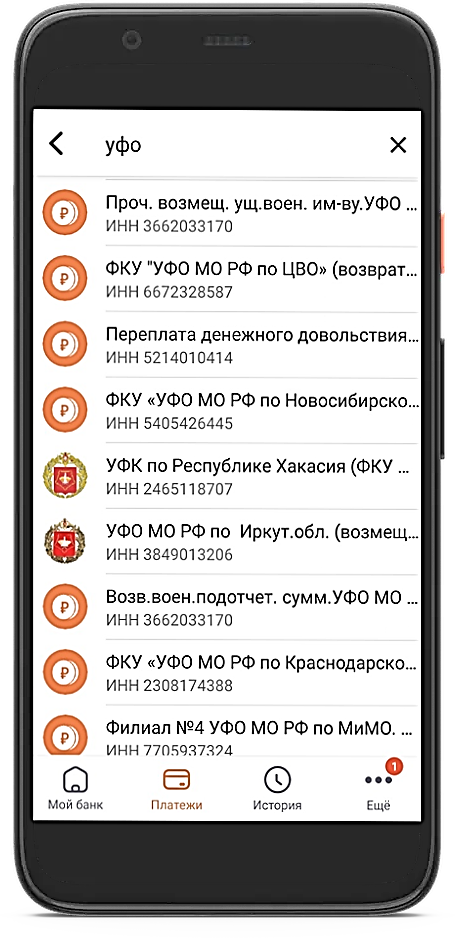 уфо
Проч. возмещ. ущ.воен. им-ву.УФО ...
ИНН 3662033170
ФКУ "УФО МО РФ по ЦВО» (возврат...
ИНН 6672328587
Переплата денежного довольствия...
ИНН 5214010414
ФКУ «УФО МО РФ по Новосибирско...
ИНН 5405426445
УФК по Республике Хакасия (ФКУ ...
ИНН 2465118707
УФО МО РФ по Иркут.обл. (возмещ...
ИНН 3849013206
Возв.воен.подотчет. сумм.УФО МО ...
ИНН 3662033170
ФКУ «УФО МО РФ по Краснодарско...
ИНН 2308174388
Филиал №4 УФО МО РФ по МиМО. ...
ИНН 7705937324
1
Мой банк Платежи История Ещё